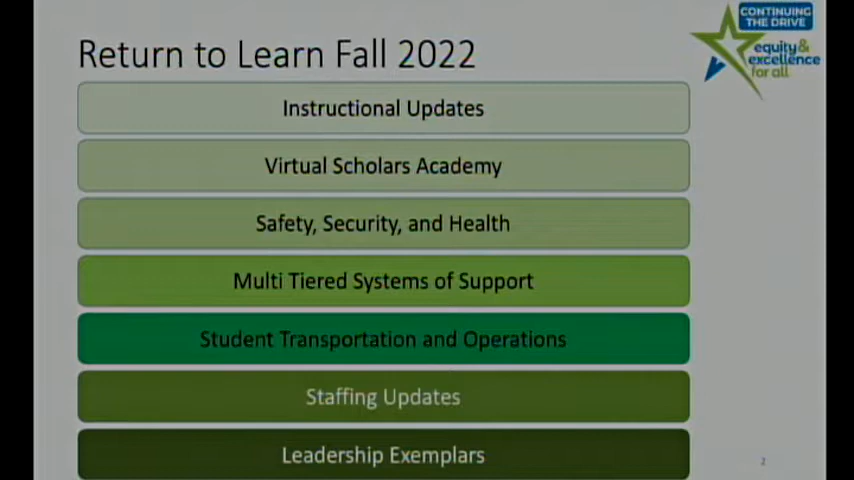 CONTINUING
THE DRIVE
equity &
excellence
for all
Return to Learn Fall 2022
Instructional Updates
Virtual Scholars Academy
Safety, Security, and Health
Multi Tiered Systems of Support
Student Transportation and Operations
Staffing Updates
Leadership Exemplars
2